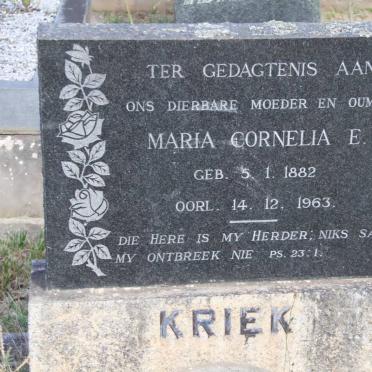 TER GEDAGTENIS AAN
ONS DIERBARE MOEDER EN OUM
MARIA CORNELIA E.
GEB. 5. 1. 1882
OORL. 14. 12. 1963.
DIE HERE IS MY HERDER; NIKS SA
MY ONTBREEK NIE PS. 23:1.
KRIEK